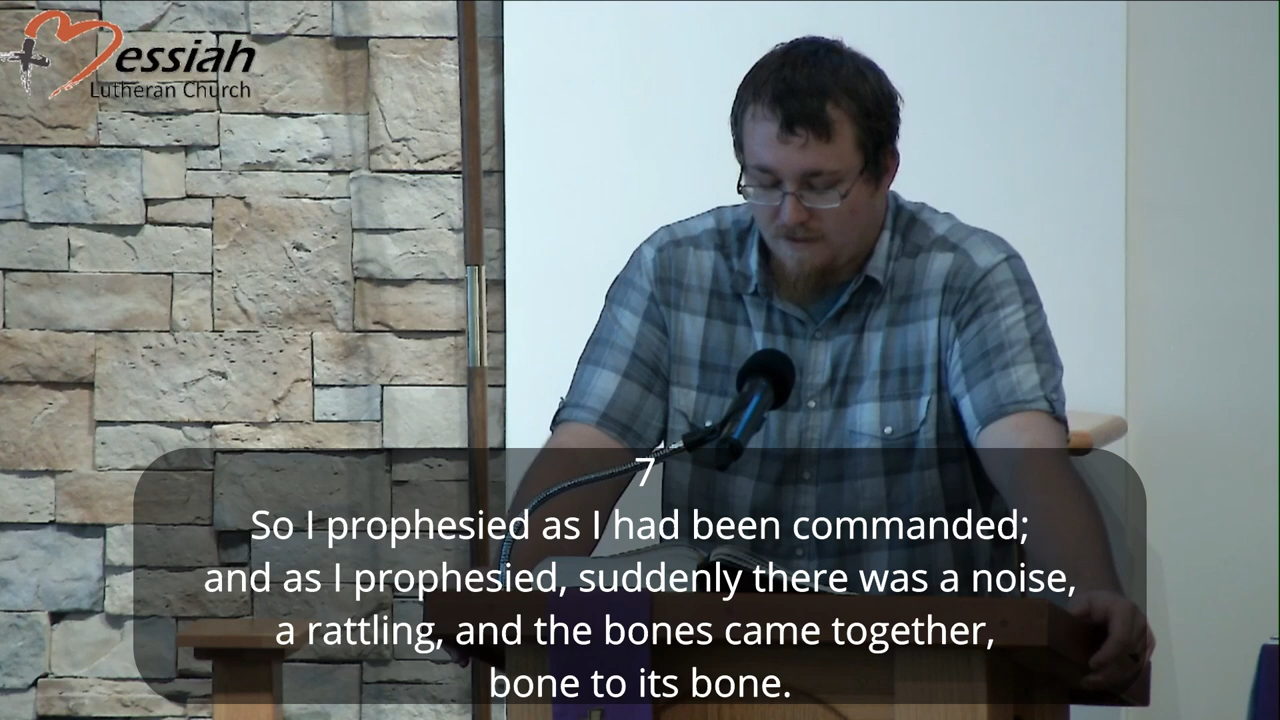 Messiah
Lutheran Church
7
So I prophesied as I had been commanded;
and as I prophesied, suddenly there was a noise,
a rattling, and the bones came together,
bone to its bone.